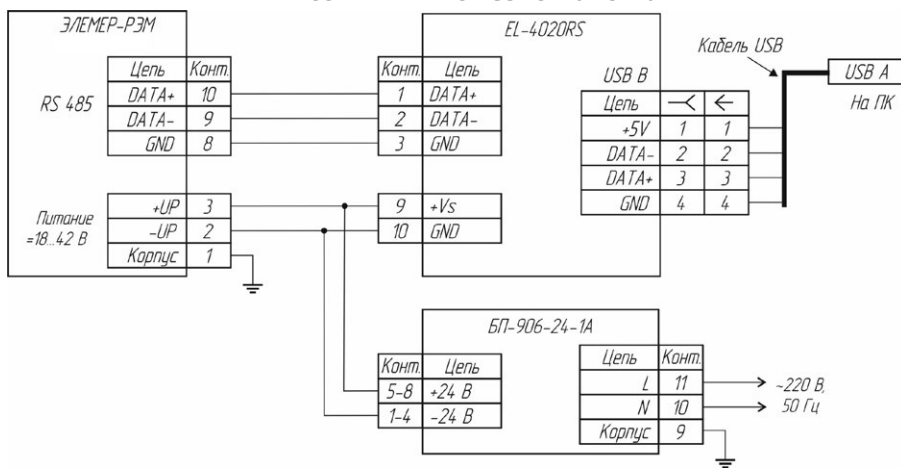 ЭЛЕМЕР-РЭМ
RS 485
Цепь Конт.
DATA+ 10
DATA- 9
GND 8
Питание
=18...42 В
+UP 3
-UP 2
Корпус 1
EL-4020RS
Конт. Цепь
1 DATA+
2 DATA-
3 GND
9 +Vs
10 GND
USB B
Цепь
+5V 1 1
DATA- 2 2
DATA+ 3 3
GND 4 4
Кабель USB
USB A
На ПК
БП-906-24-1А
Конт. Цепь
5-8 +24 В
1-4 -24 В
Цепь Конт.
L 11
N 10
Корпус 9
~220 В,
50 Гц